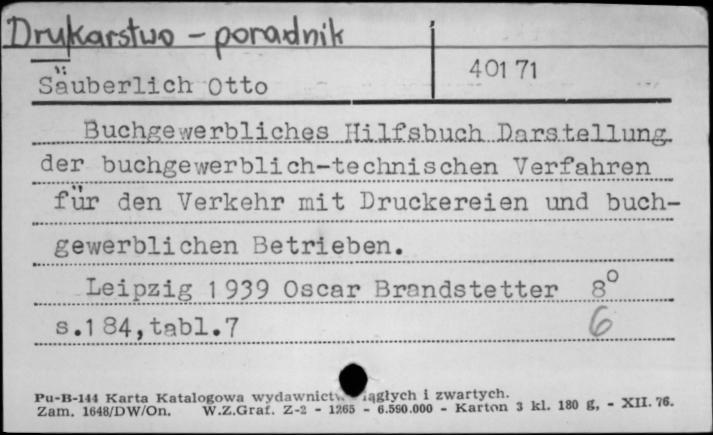 Drukarstwo - poradnik
Säuberlich Otto
401 71
Buchgewerbliches Hilfsbuch Darstellung
der buchgewerblich-technischen Verfahren
für den Verkehr mit Druckereien und buch-
gewerblichen Betrieben.
Leipzig 1939 Oscar Brandstetter 8°
s.184,tabl.7 6
Pu-B-144 Karta Katalogowa i zwartych.
Zam. 1648/DW/On. W.Z.Graf. Z-2 - 1265 - 6.590.000 - Karton 3 kl. 180 g, - XII. 76.